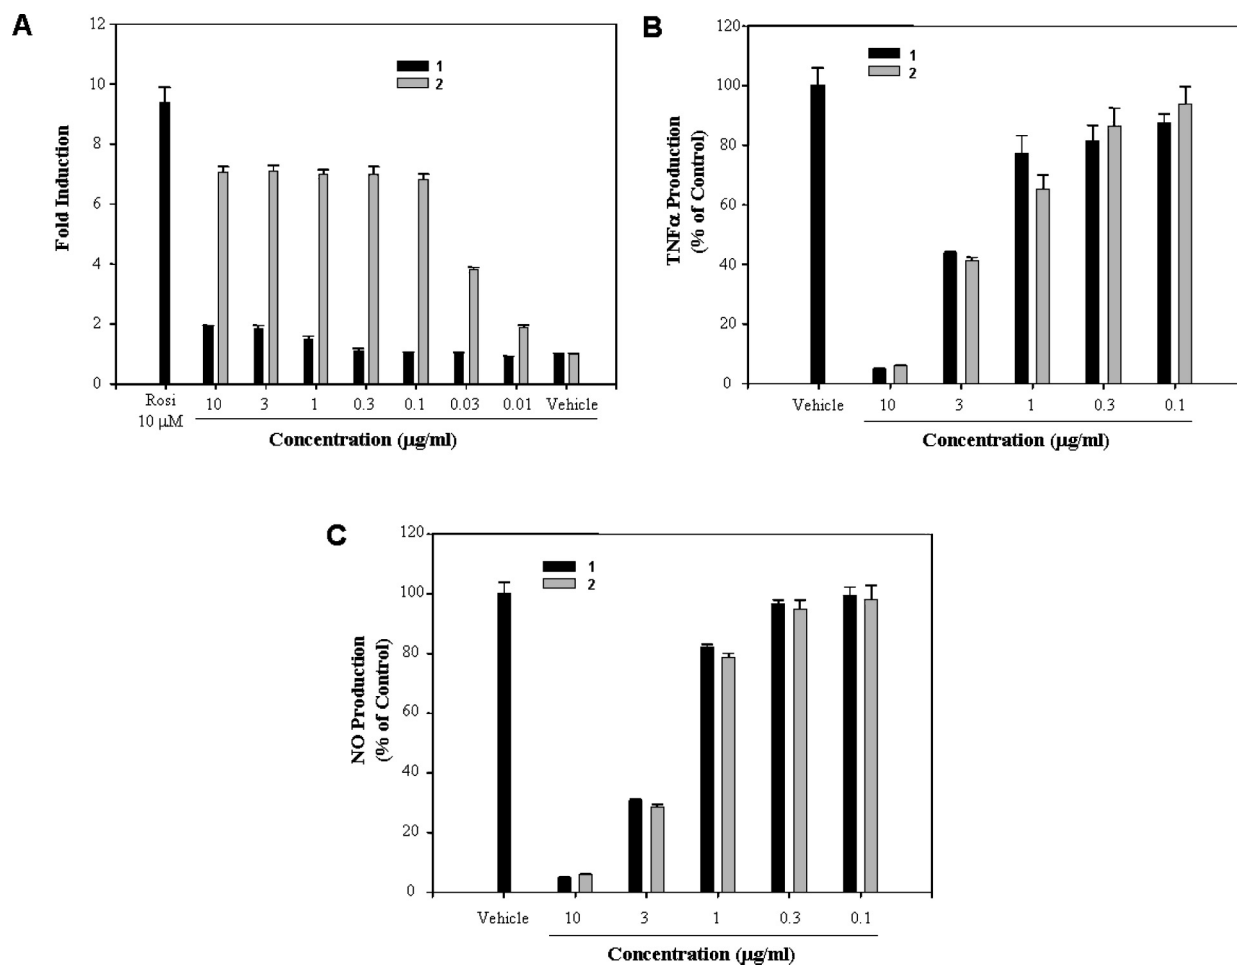 A
12
10
8
6
4
2
0
Fold Induction
1
2
Rosi
10 µM
10 3 1 0.3 0.1 0.03 0.01 Vehicle
Concentration (µg/ml)
B
120
100
80
60
40
20
0
TNFα Production
(% of Control)
1
2
Vehicle 10 3 1 0.3 0.1
Concentration (µg/ml)
C
120
100
80
60
40
20
0
NO Production
(% of Control)
1
2
Vehicle 10 3 1 0.3 0.1
Concentration (µg/ml)